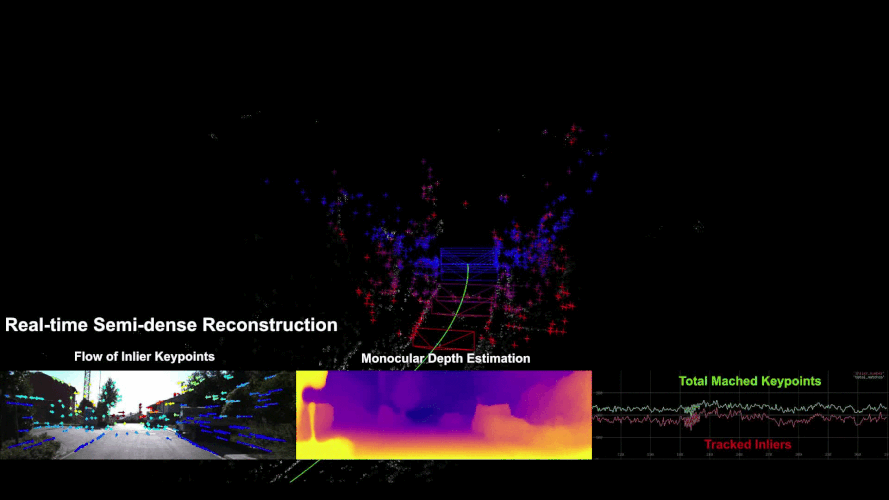 Real-time Semi-dense Reconstruction
Flow of Inlier Keypoints
Monocular Depth Estimation
Total Mached Keypoints
Tracked Inliers